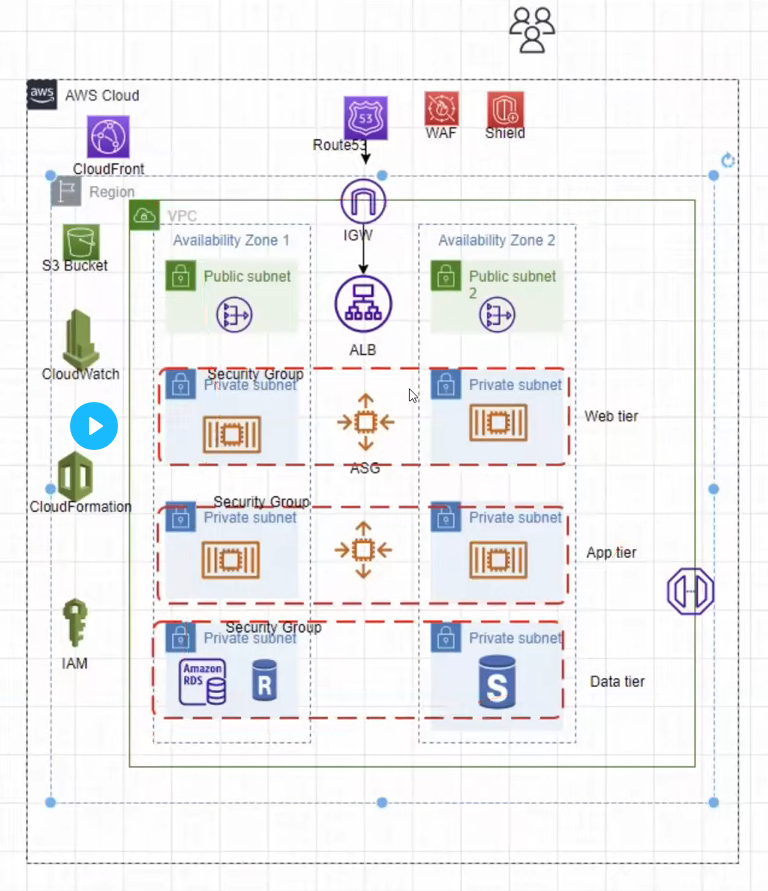 aws
AWS Cloud
53
Route53
WAF
Shield
CloudFront
Region
VPC
IGW
S3 Bucket
Availability Zone 1
Availability Zone 2
Public subnet
Public subnet
2
ALB
CloudWatch
Security Group
Private subnet
Private subnet
Web tier
ASG
CloudFormation
Security Group
Private subnet
Private subnet
App tier
Security Group
Private subnet
Private subnet
IAM
Amazon
RDS
R
S
Data tier